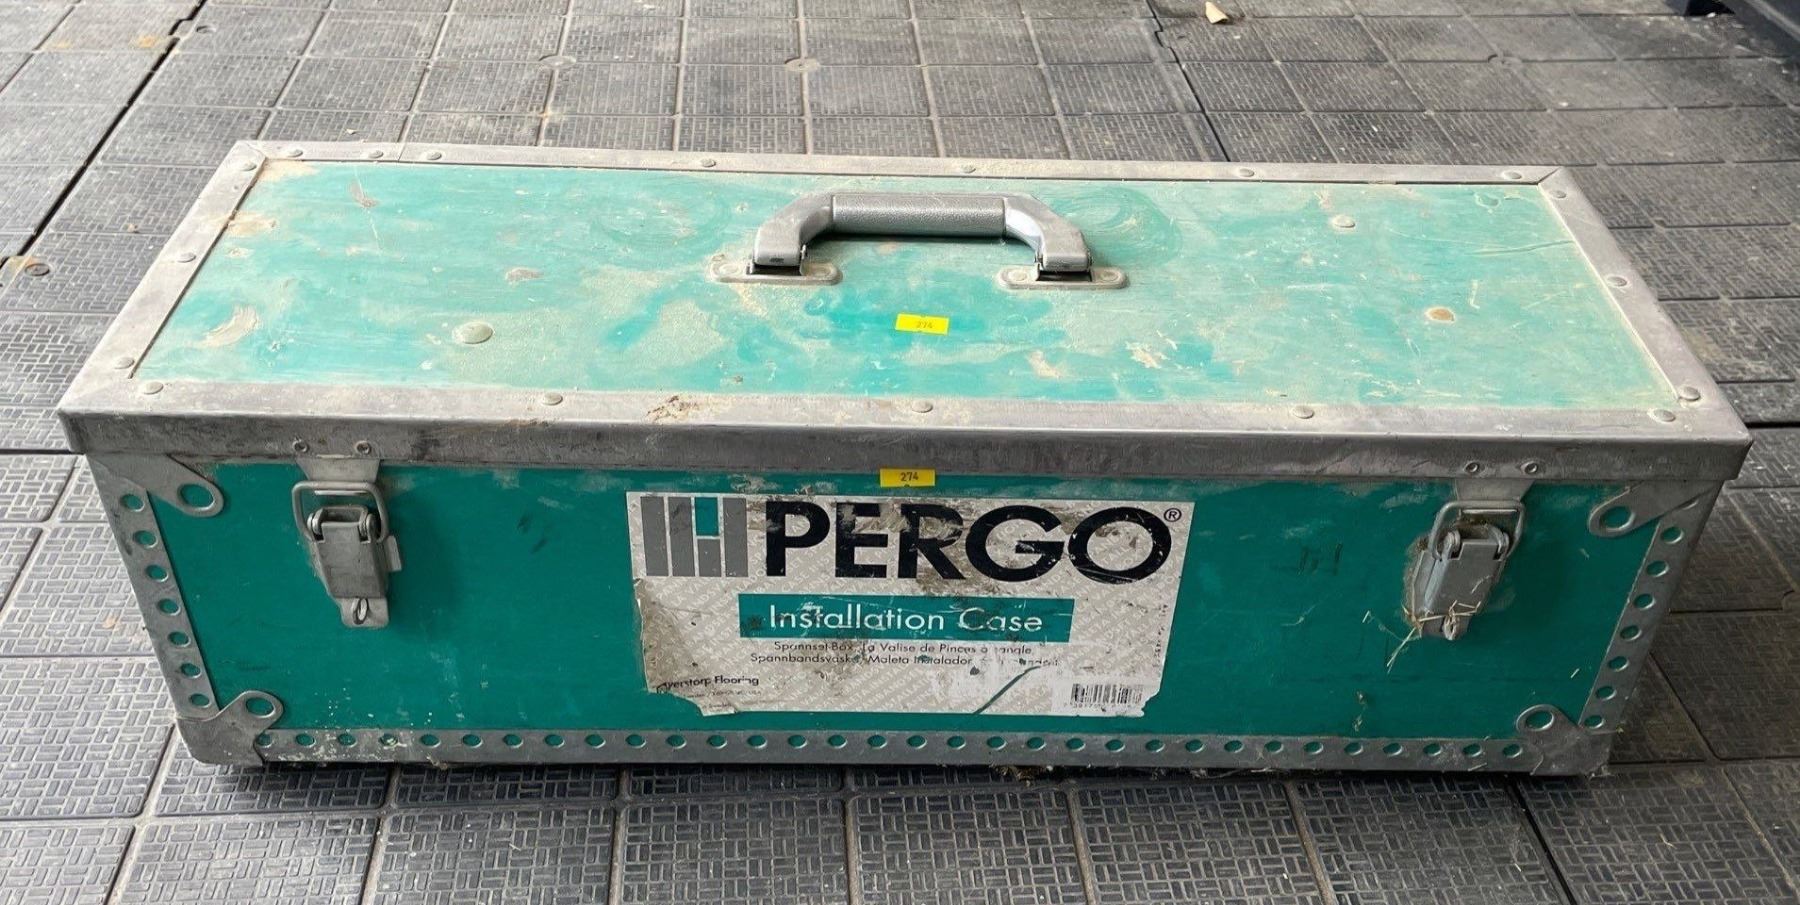 274
274
PERGO®
Installation Case
Spannset-Box, La Valise de Pinces a sangle
Spannbandsväska, Maleta Instalador
Flooring